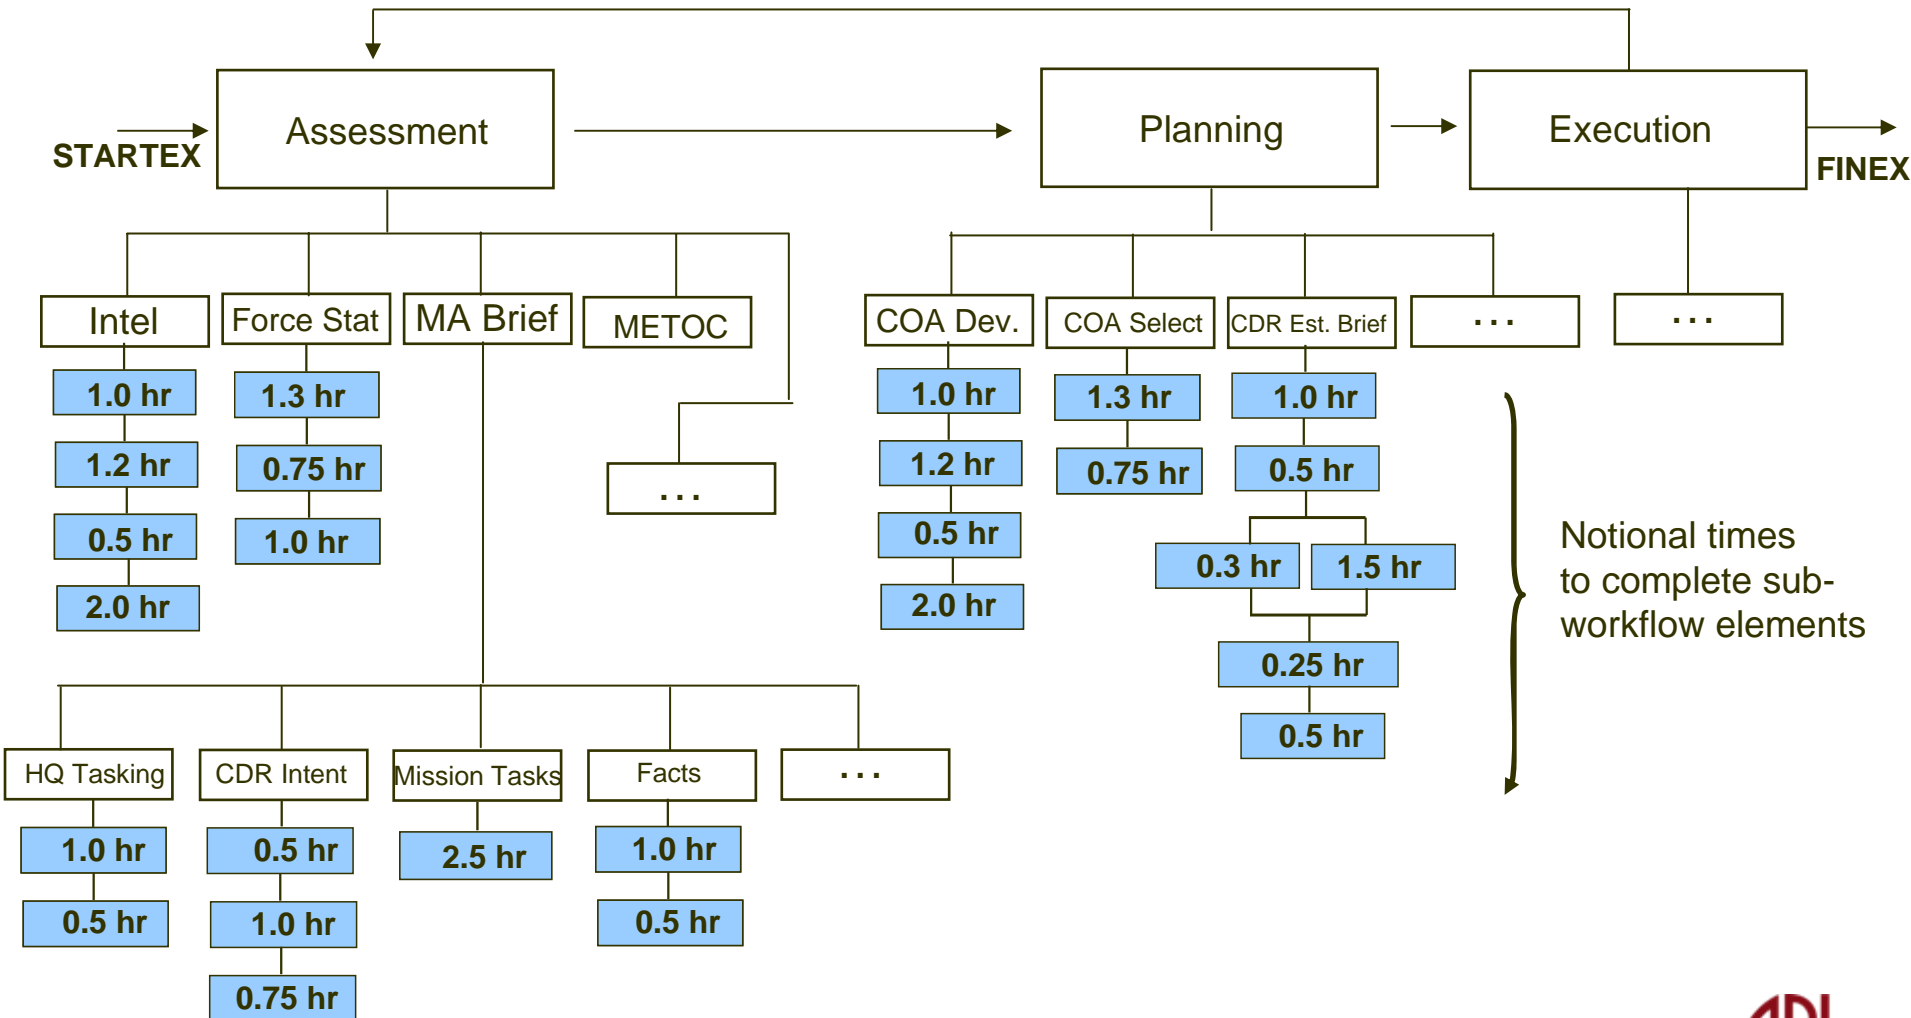 Assessment
Planning
Execution
STARTEX
FINEX
Intel
Force Stat
MA Brief
METOC
...
COA Dev.
COA Select
CDR Est. Brief
...
...
1.0 hr
1.2 hr
0.5 hr
2.0 hr
1.3 hr
0.75 hr
1.0 hr
1.0 hr
1.2 hr
0.5 hr
2.0 hr
1.3 hr
0.75 hr
1.0 hr
0.5 hr
0.3 hr
1.5 hr
0.25 hr
0.5 hr
Notional times
to complete sub-
workflow elements
HQ Tasking
CDR Intent
Mission Tasks
Facts
...
1.0 hr
0.5 hr
0.5 hr
1.0 hr
0.75 hr
2.5 hr
1.0 hr
0.5 hr